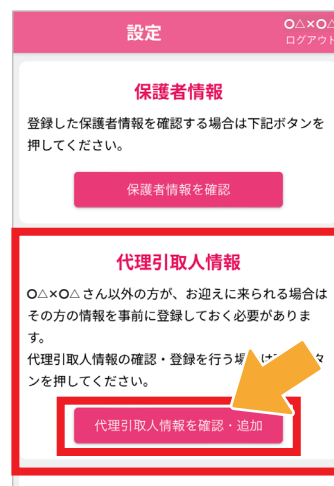 設定
O△×O△
ログアウト
保護者情報
登録した保護者情報を確認する場合は下記ボタンを
押してください。
保護者情報を確認
代理引取人情報
O△×O△さん以外の方が、お迎えに来られる場合は
その方の情報を事前に登録しておく必要がありま
す。
代理引取人情報の確認・登録を行う場
ンを押してください。
代理引取人情報を確認・追加